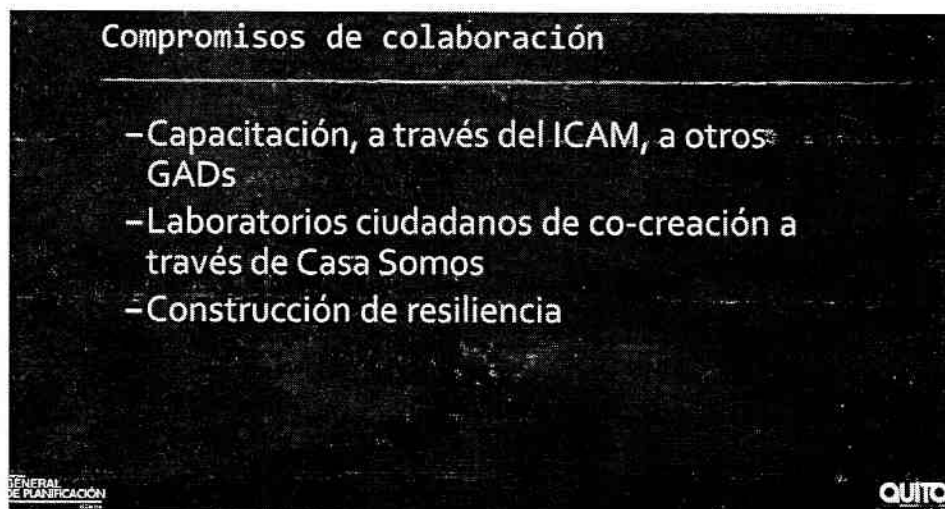 Compromisos de colaboración
–Capacitación, a través del ICAM, a otros
GADs
–Laboratorios ciudadanos de co-creación a
través de Casa Somos
–Construcción de resiliencia
GENERAL
DE PLANIFICACIÓN
QUITO